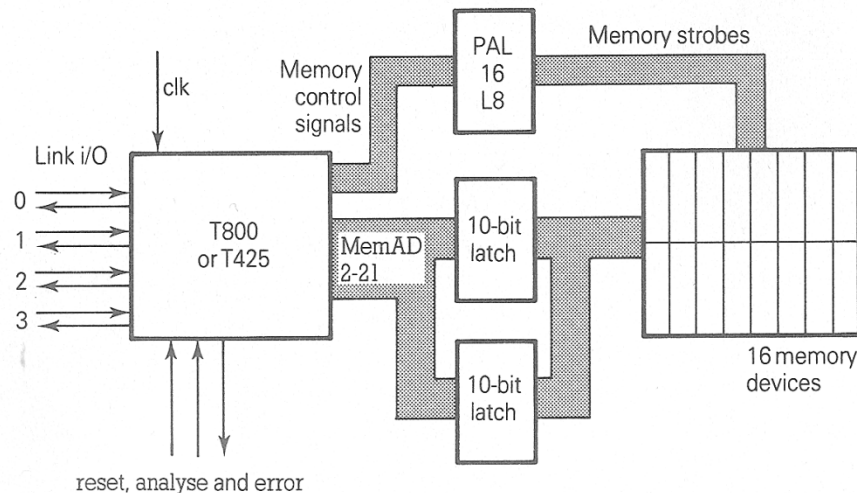 clk
Link i/O
0
1
2
3
T800
or T425
reset, analyse and error
Memory
control
signals
MemAD
2-21
PAL
16
L8
Memory strobes
10-bit
latch
10-bit
latch
16 memory
devices